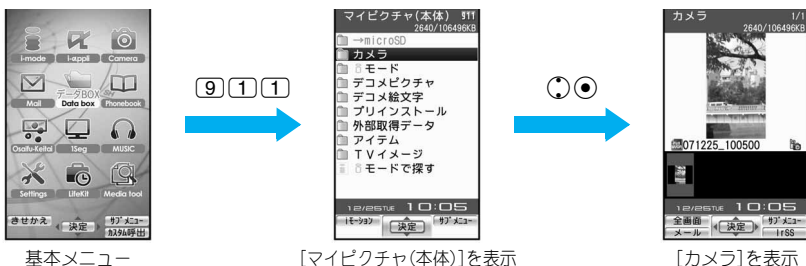 i-mode i-αppli Camera
データBOX
Mail Data box Phonebook
Osaifu-Keitai 1Seg MUSIC
Settings LifeKit Media tool
きせかえ 決定 サブメニュー
カスタム呼出
基本メニュー
9 1 1
マイピクチャ(本体)
2640/106496KB
→microSD
カメラ
iモード
デコメピクチャ
デコメ絵文字
プリインストール
外部取得データ
アイテム
TVイメージ
iモードで探す
12/25TUE 10:05
iモーション 決定 サブメニュー
[マイピクチャ(本体)]を表示
カメラ 1/1
2640/106496KB
071225_100500
12/25TUE 10:05
全画面 決定 サブメニュー
メール IrSS
[カメラ]を表示